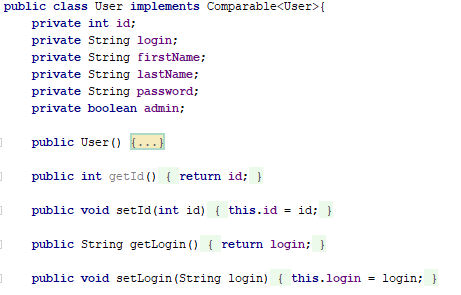 public class User implements Comparable<User>{
private int id;
private String login;
private String firstName;
private String lastName;
private String password;
private boolean admin;
public User() {...}
public int getId() { return id; }
public void setId(int id) { this.id = id; }
public String getLogin() { return login; }
public void setLogin(String login) { this.login = login; }